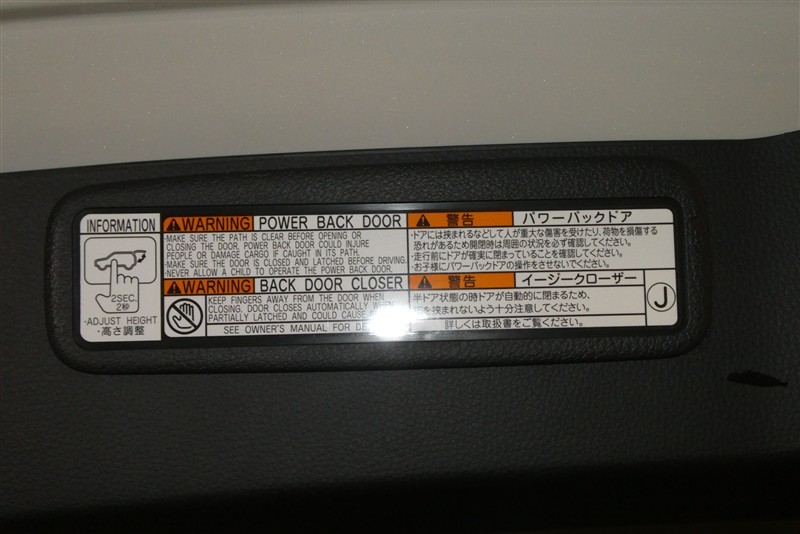 INFORMATION
2SEC.
2秒
·ADJUST HEIGHT
·高さ調整
WARNING POWER BACK DOOR
·MAKE SURE THE PATH IS CLEAR BEFORE OPENING OR
CLOSING THE DOOR. POWER BACK DOOR COULD INJURE
PEOPLE OR DAMAGE CARGO IF CAUGHT IN ITS PATH.
·MAKE SURE THE DOOR IS CLOSED AND LATCHED BEFORE DRIVING.
·NEVER ALLOW A CHILD TO OPERATE THE POWER BACK DOOR.
WARNING BACK DOOR CLOSER
KEEP FINGERS AWAY FROM THE DOOR WHEN
CLOSING. DOOR CLOSES AUTOMATICALLY WHEN
PARTIALLY LATCHED AND COULD CAUSE
SEE OWNER'S MANUAL FOR
警告 パワーバックドア
·ドアには挟まれるなどして人が重大な傷害を受けたり、荷物を損傷する
恐れがあるため開閉時は周囲の状況を必ず確認してください。
·走行前にドアが確実に閉まっていることを確認してください。
·お子様にパワーバックドアの操作をさせないでください。
警告 イージークローザー
半ドア状態の時ドアが自動的に閉まるため、
を挟まれないよう十分注意してください。
詳しくは取扱書をご覧ください。
J